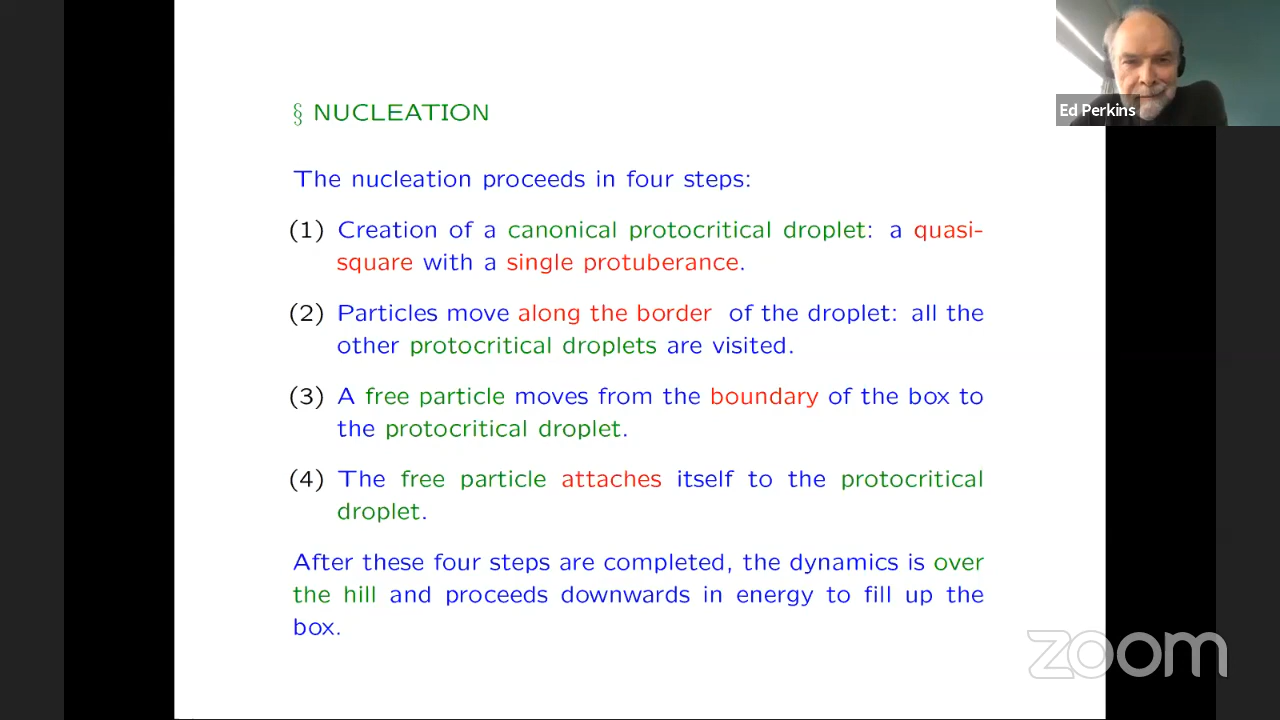 § NUCLEATION
The nucleation proceeds in four steps:
(1) Creation of a canonical protocritical droplet: a quasi-
square with a single protuberance.
(2) Particles move along the border of the droplet: all the
other protocritical droplets are visited.
(3) A free particle moves from the boundary of the box to
the protocritical droplet.
(4) The free particle attaches itself to the protocritical
droplet.
After these four steps are completed, the dynamics is over
the hill and proceeds downwards in energy to fill up the
box.
Ed Perkins
zoom